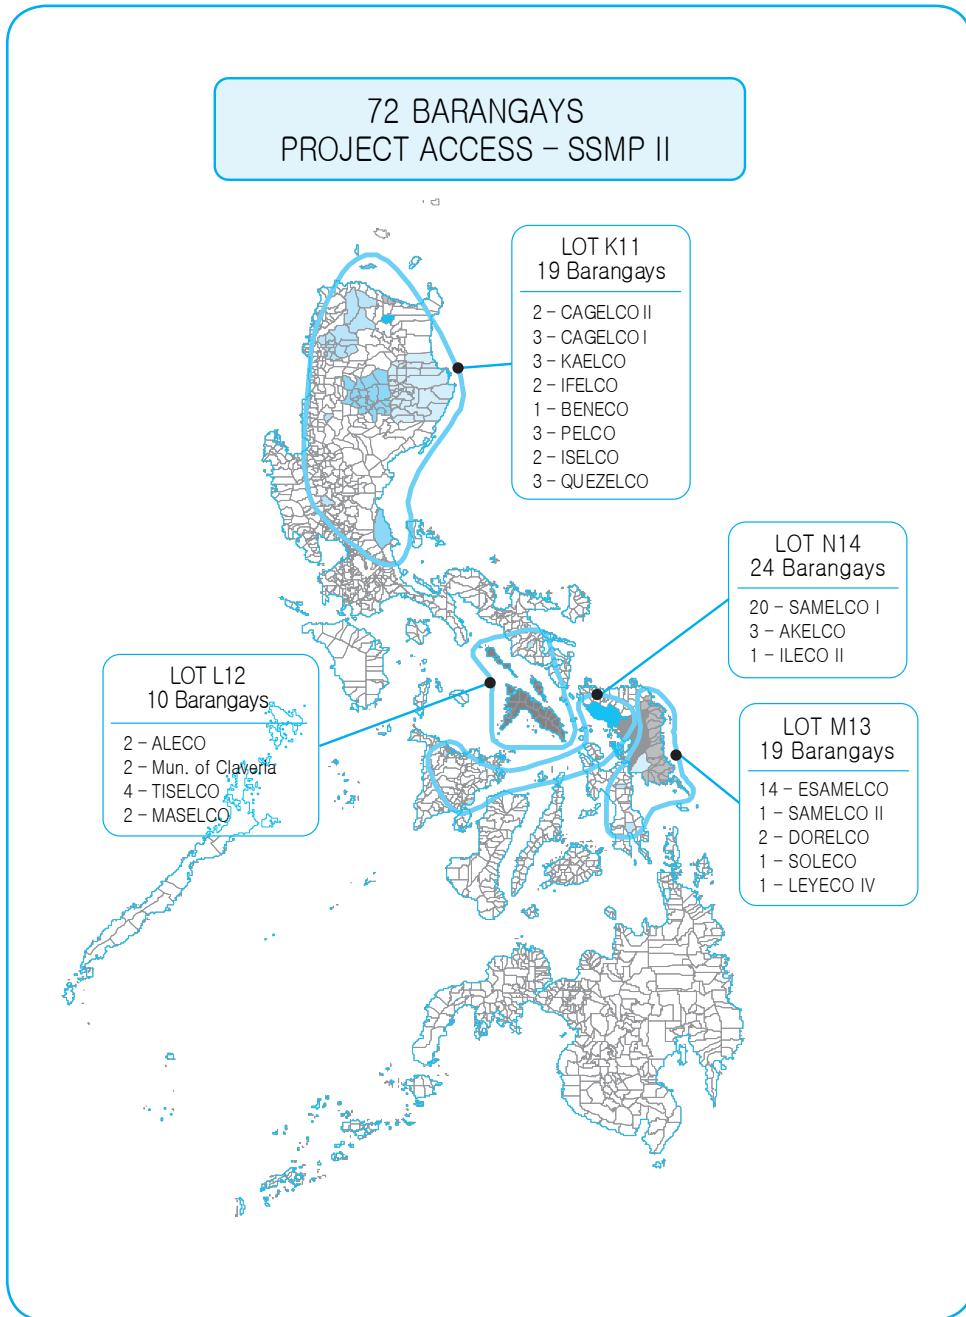 72 BARANGAYS
PROJECT ACCESS – SSMP II
LOT K11
19 Barangays
2 – CAGELCO II
3 – CAGELCO I
3 – KAELCO
2 – IFELCO
1 – BENECO
3 – PELCO
2 – ISELCO
3 – QUEZELCO
LOT N14
24 Barangays
20 – SAMELCO I
3 – AKELCO
1 – ILECO II
LOT L12
10 Barangays
2 – ALECO
2 – Mun. of Claveria
4 – TISELCO
2 – MASELCO
LOT M13
19 Barangays
14 – ESAMELCO
1 – SAMELCO II
2 – DORELCO
1 – SOLECO
1 – LEYECO IV